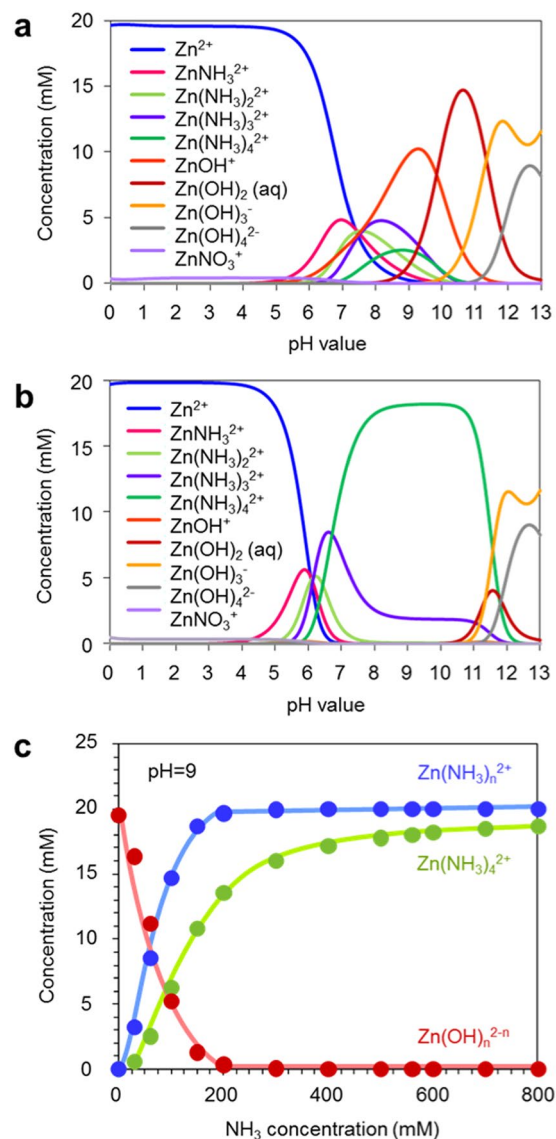 a
20
15
10
5
0
Concentration (mM)
Zn²⁺
ZnNH₃²⁺
Zn(NH₃)₂²⁺
Zn(NH₃)₃²⁺
Zn(NH₃)₄²⁺
ZnOH⁺
Zn(OH)₂ (aq)
Zn(OH)₃⁻
Zn(OH)₄²⁻
ZnNO₃⁺
0 1 2 3 4 5 6 7 8 9 10 11 12 13
pH value
b
20
15
10
5
0
Concentration (mM)
Zn²⁺
ZnNH₃²⁺
Zn(NH₃)₂²⁺
Zn(NH₃)₃²⁺
Zn(NH₃)₄²⁺
ZnOH⁺
Zn(OH)₂ (aq)
Zn(OH)₃⁻
Zn(OH)₄²⁻
ZnNO₃⁺
0 1 2 3 4 5 6 7 8 9 10 11 12 13
pH value
c
25
20
15
10
5
0
Concentration (mM)
pH=9
Zn(NH₃)ₙ²⁺
Zn(NH₃)₄²⁺
Zn(OH)ₙ²⁻ⁿ
0 200 400 600 800
NH₃ concentration (mM)